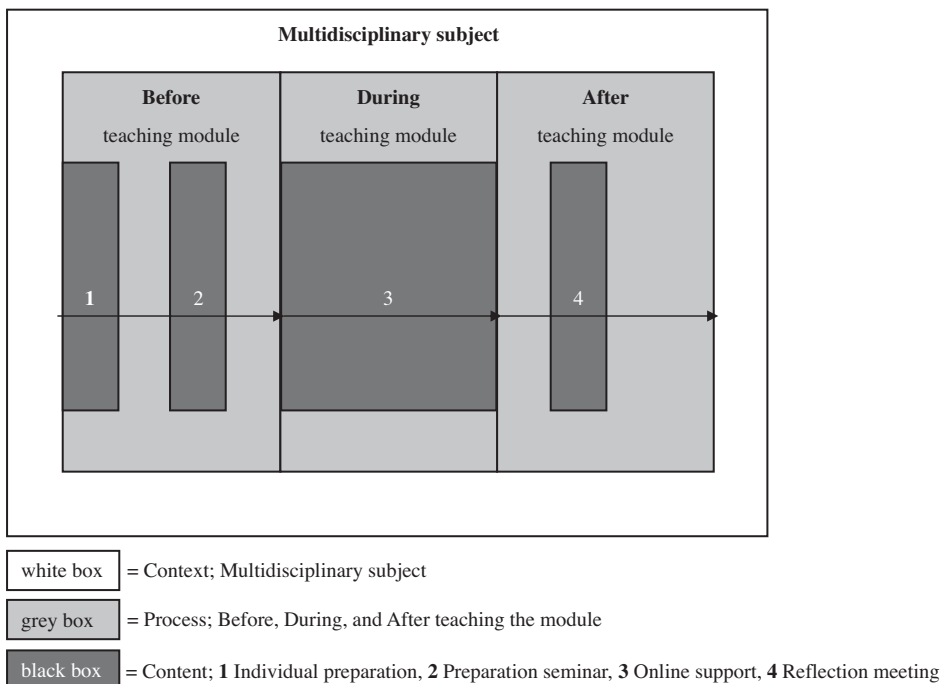 Multidisciplinary subject
Before
During
After
teaching module
teaching module
teaching module
1
2
3
4
white box = Context; Multidisciplinary subject
grey box = Process; Before, During, and After teaching the module
black box = Content; 1 Individual preparation, 2 Preparation seminar, 3 Online support, 4 Reflection meeting